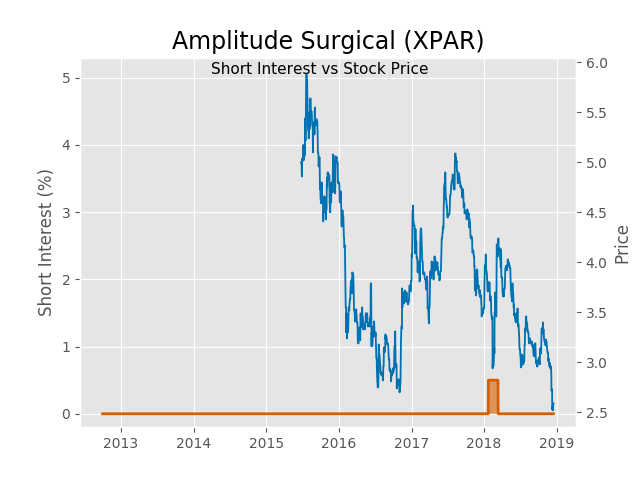 Amplitude Surgical (XPAR)
Short Interest vs Stock Price
Short Interest (%)
5
4
3
2
1
0
6.0
5.5
5.0
4.5
4.0
3.5
3.0
2.5
Price
2013 2014 2015 2016 2017 2018 2019